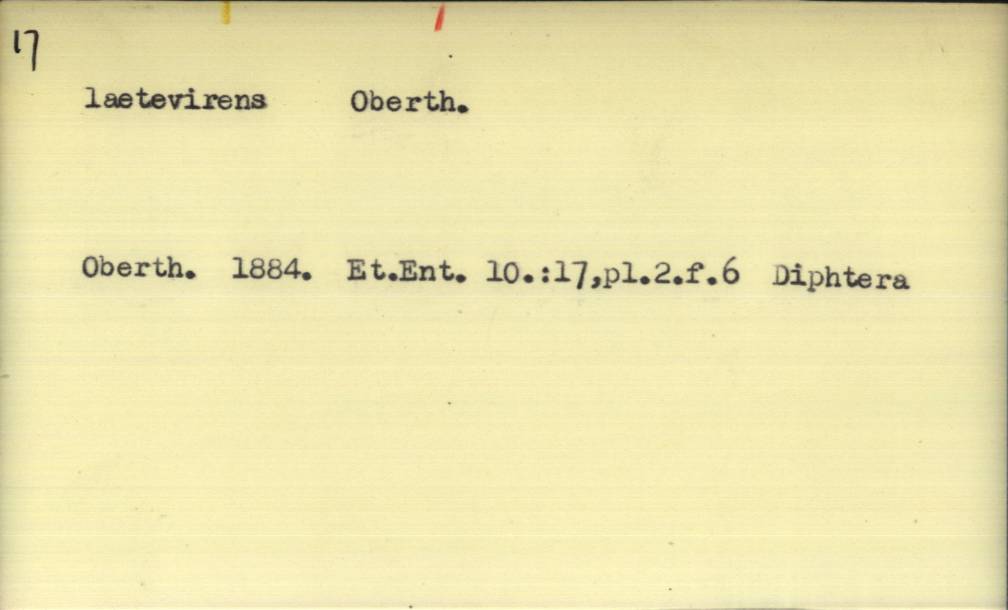 17
laetevirens Oberth.
Oberth. 1884. Et.Ent. 10.:17,pl.2.f.6 Diphtera